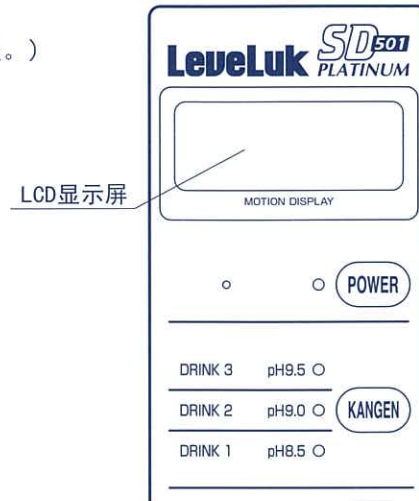 。)
LeveLuk SD501
PLATINUM
LCD显示屏
MOTION DISPLAY
POWER
DRINK 3 pH9.5
DRINK 2 pH9.0 KANGEN
DRINK 1 pH8.5